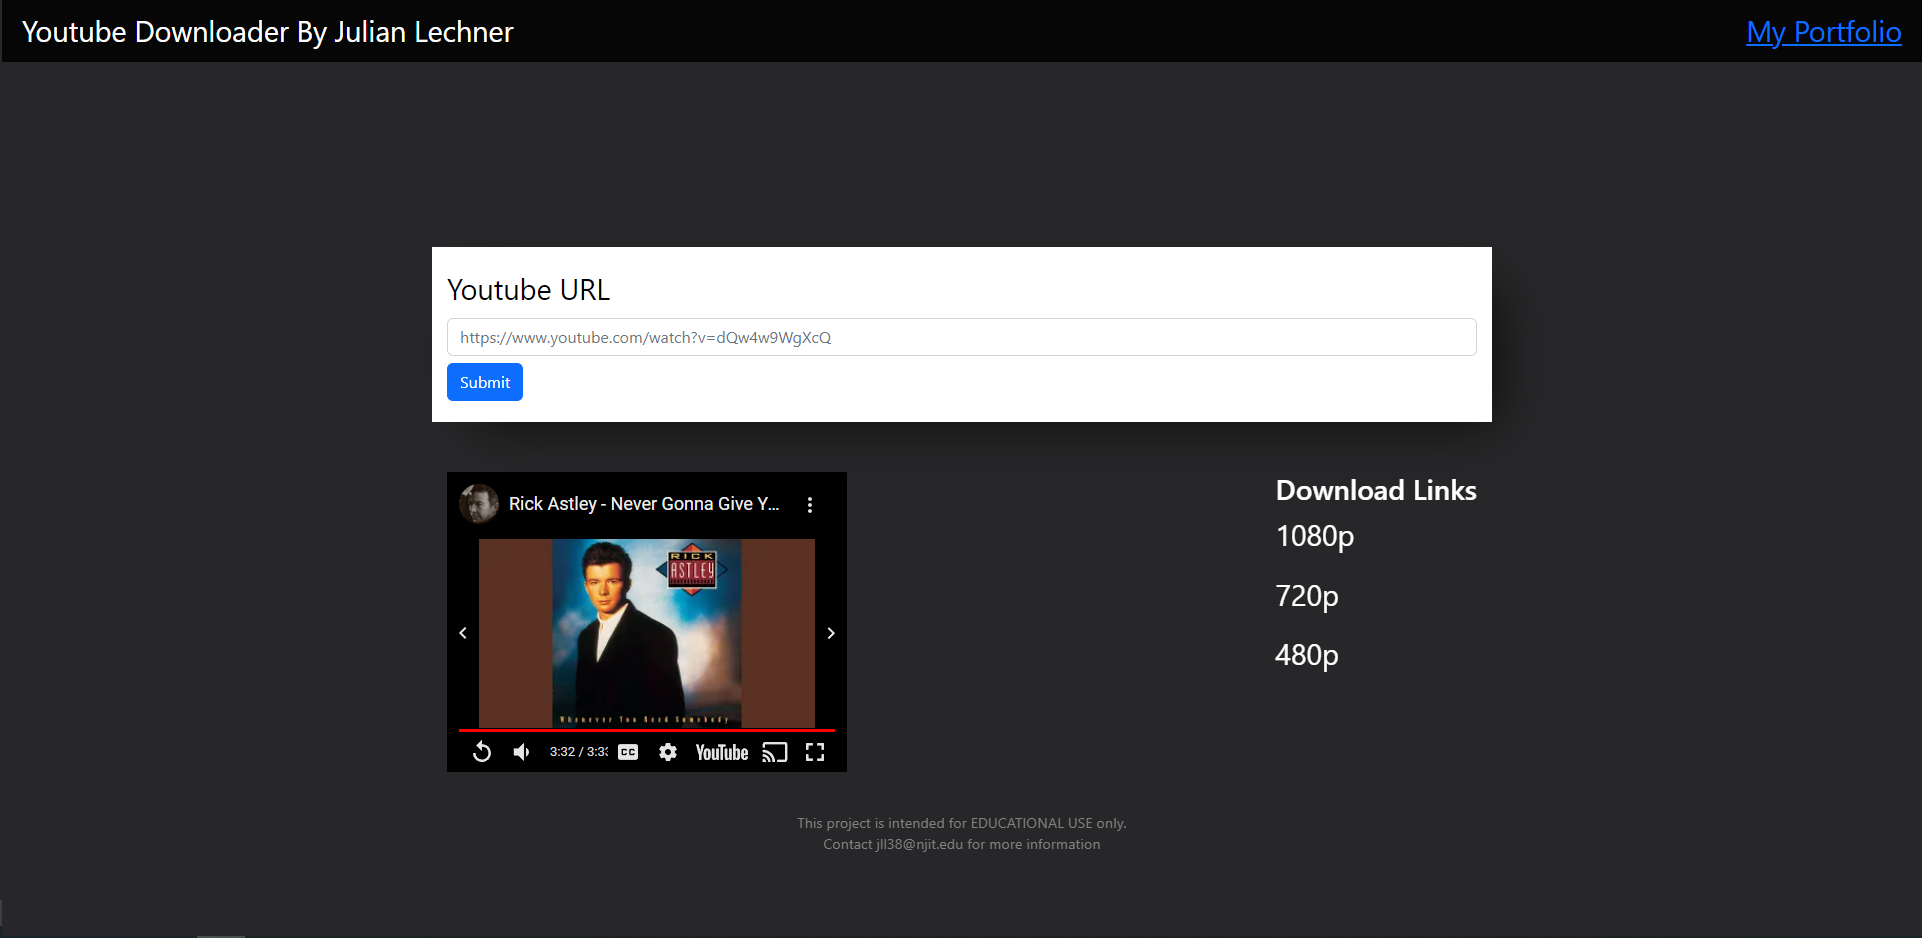 Youtube Downloader By Julian Lechner
My Portfolio
Youtube URL
https://www.youtube.com/watch?v=dQw4w9WgXcQ
Submit
Rick Astley - Never Gonna Give Y...
RICK
ASTLEY
Whenever You Need Somebody
3:32 / 3:33
CC
YouTube
Download Links
1080p
720p
480p
This project is intended for EDUCATIONAL USE only.
Contact jll38@njit.edu for more information